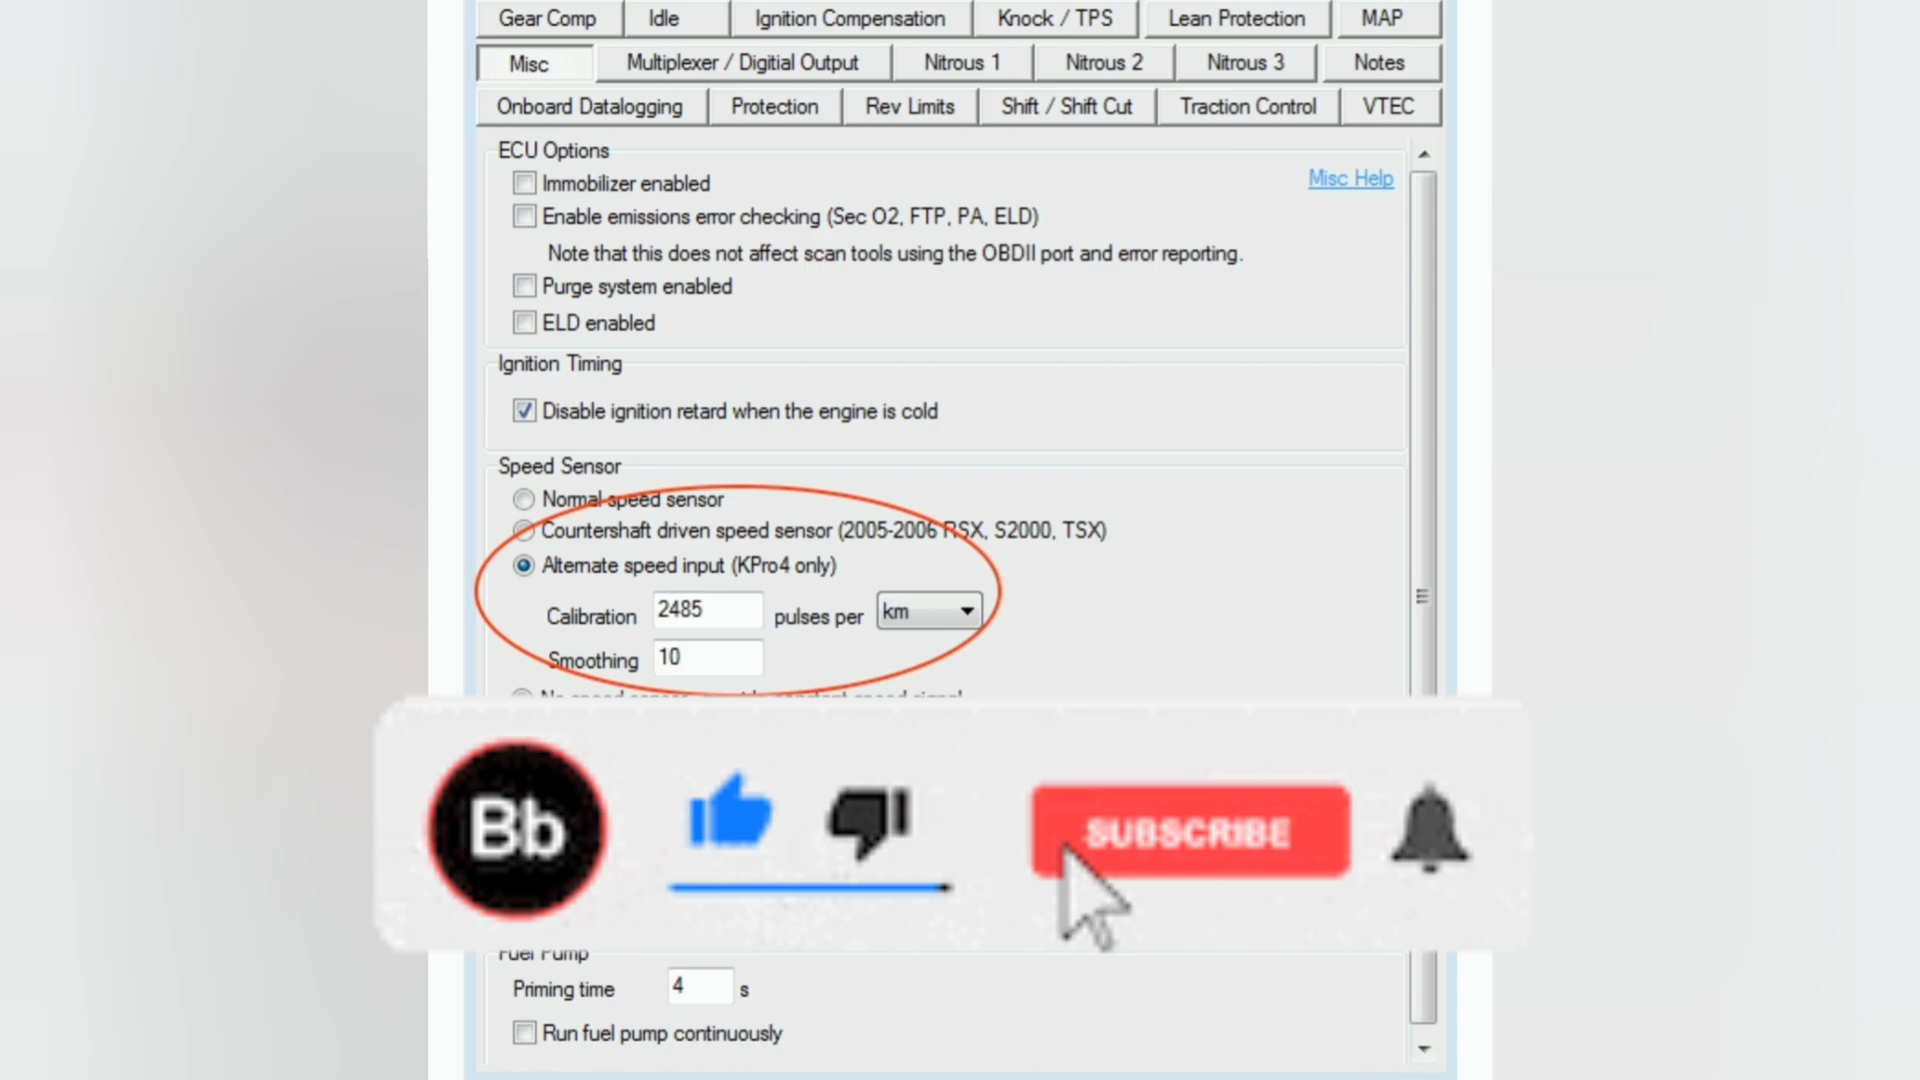 Gear Comp Idle Ignition Compensation Knock / TPS Lean Protection MAP
Misc Multiplexer / Digitial Output Nitrous 1 Nitrous 2 Nitrous 3 Notes
Onboard Datalogging Protection Rev Limits Shift / Shift Cut Traction Control VTEC
ECU Options
Misc Help
Immobilizer enabled
Enable emissions error checking (Sec O2, FTP, PA, ELD)
Note that this does not affect scan tools using the OBDII port and error reporting.
Purge system enabled
ELD enabled
Ignition Timing
Disable ignition retard when the engine is cold
Speed Sensor
Normal speed sensor
Countershaft driven speed sensor (2005-2006 RSX, S2000, TSX)
Alternate speed input (KPro4 only)
Calibration 2485 pulses per km
Smoothing 10
Bb SUBSCRIBE
Fuel Pump
Priming time 4 s
Run fuel pump continuously